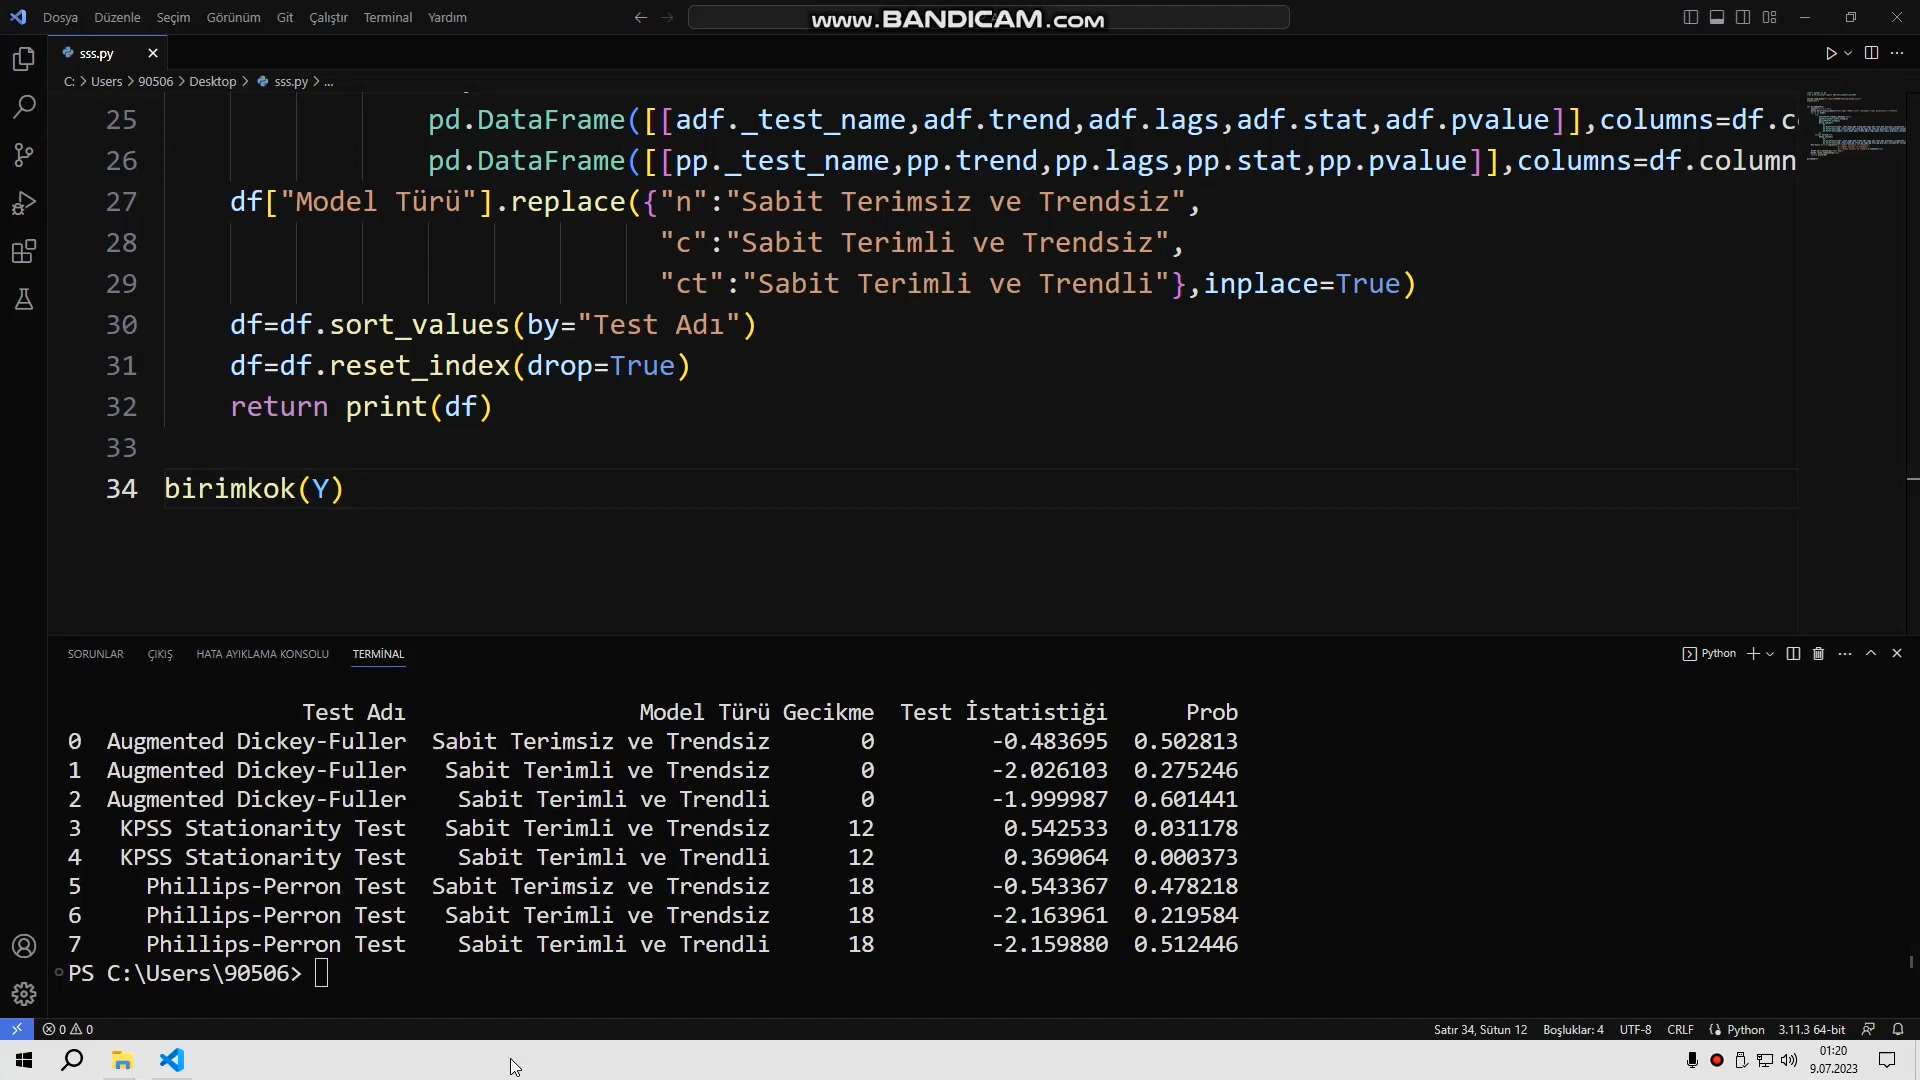 Dosya Düzenle Seçim Görünüm Git Çalıştır Terminal Yardım
www.BANDICAM.com
sss.py
C: > Users > 90506 > Desktop > sss.py > ...
25 pd.DataFrame([[adf._test_name,adf.trend,adf.lags,adf.stat,adf.pvalue]],columns=df.c
26 pd.DataFrame([[pp._test_name,pp.trend,pp.lags,pp.stat,pp.pvalue]],columns=df.column
27 df["Model Türü"].replace({"n":"Sabit Terimsiz ve Trendsiz",
28 "c":"Sabit Terimli ve Trendsiz",
29 "ct":"Sabit Terimli ve Trendli"},inplace=True)
30 df=df.sort_values(by="Test Adı")
31 df=df.reset_index(drop=True)
32 return print(df)
33
34 birimkok(Y)
SORUNLAR ÇIKIŞ HATA AYIKLAMA KONSOLU TERMİNAL
Python
Test Adı Model Türü Gecikme Test İstatistiği Prob
0 Augmented Dickey-Fuller Sabit Terimsiz ve Trendsiz 0 -0.483695 0.502813
1 Augmented Dickey-Fuller Sabit Terimli ve Trendsiz 0 -2.026103 0.275246
2 Augmented Dickey-Fuller Sabit Terimli ve Trendli 0 -1.999987 0.601441
3 KPSS Stationarity Test Sabit Terimli ve Trendsiz 12 0.542533 0.031178
4 KPSS Stationarity Test Sabit Terimli ve Trendli 12 0.369064 0.000373
5 Phillips-Perron Test Sabit Terimsiz ve Trendsiz 18 -0.543367 0.478218
6 Phillips-Perron Test Sabit Terimli ve Trendsiz 18 -2.163961 0.219584
7 Phillips-Perron Test Sabit Terimli ve Trendli 18 -2.159880 0.512446
PS C:\Users\90506>
0 0 Satır 34, Sütun 12 Boşluklar: 4 UTF-8 CRLF Python 3.11.3 64-bit
01:20
9.07.2023